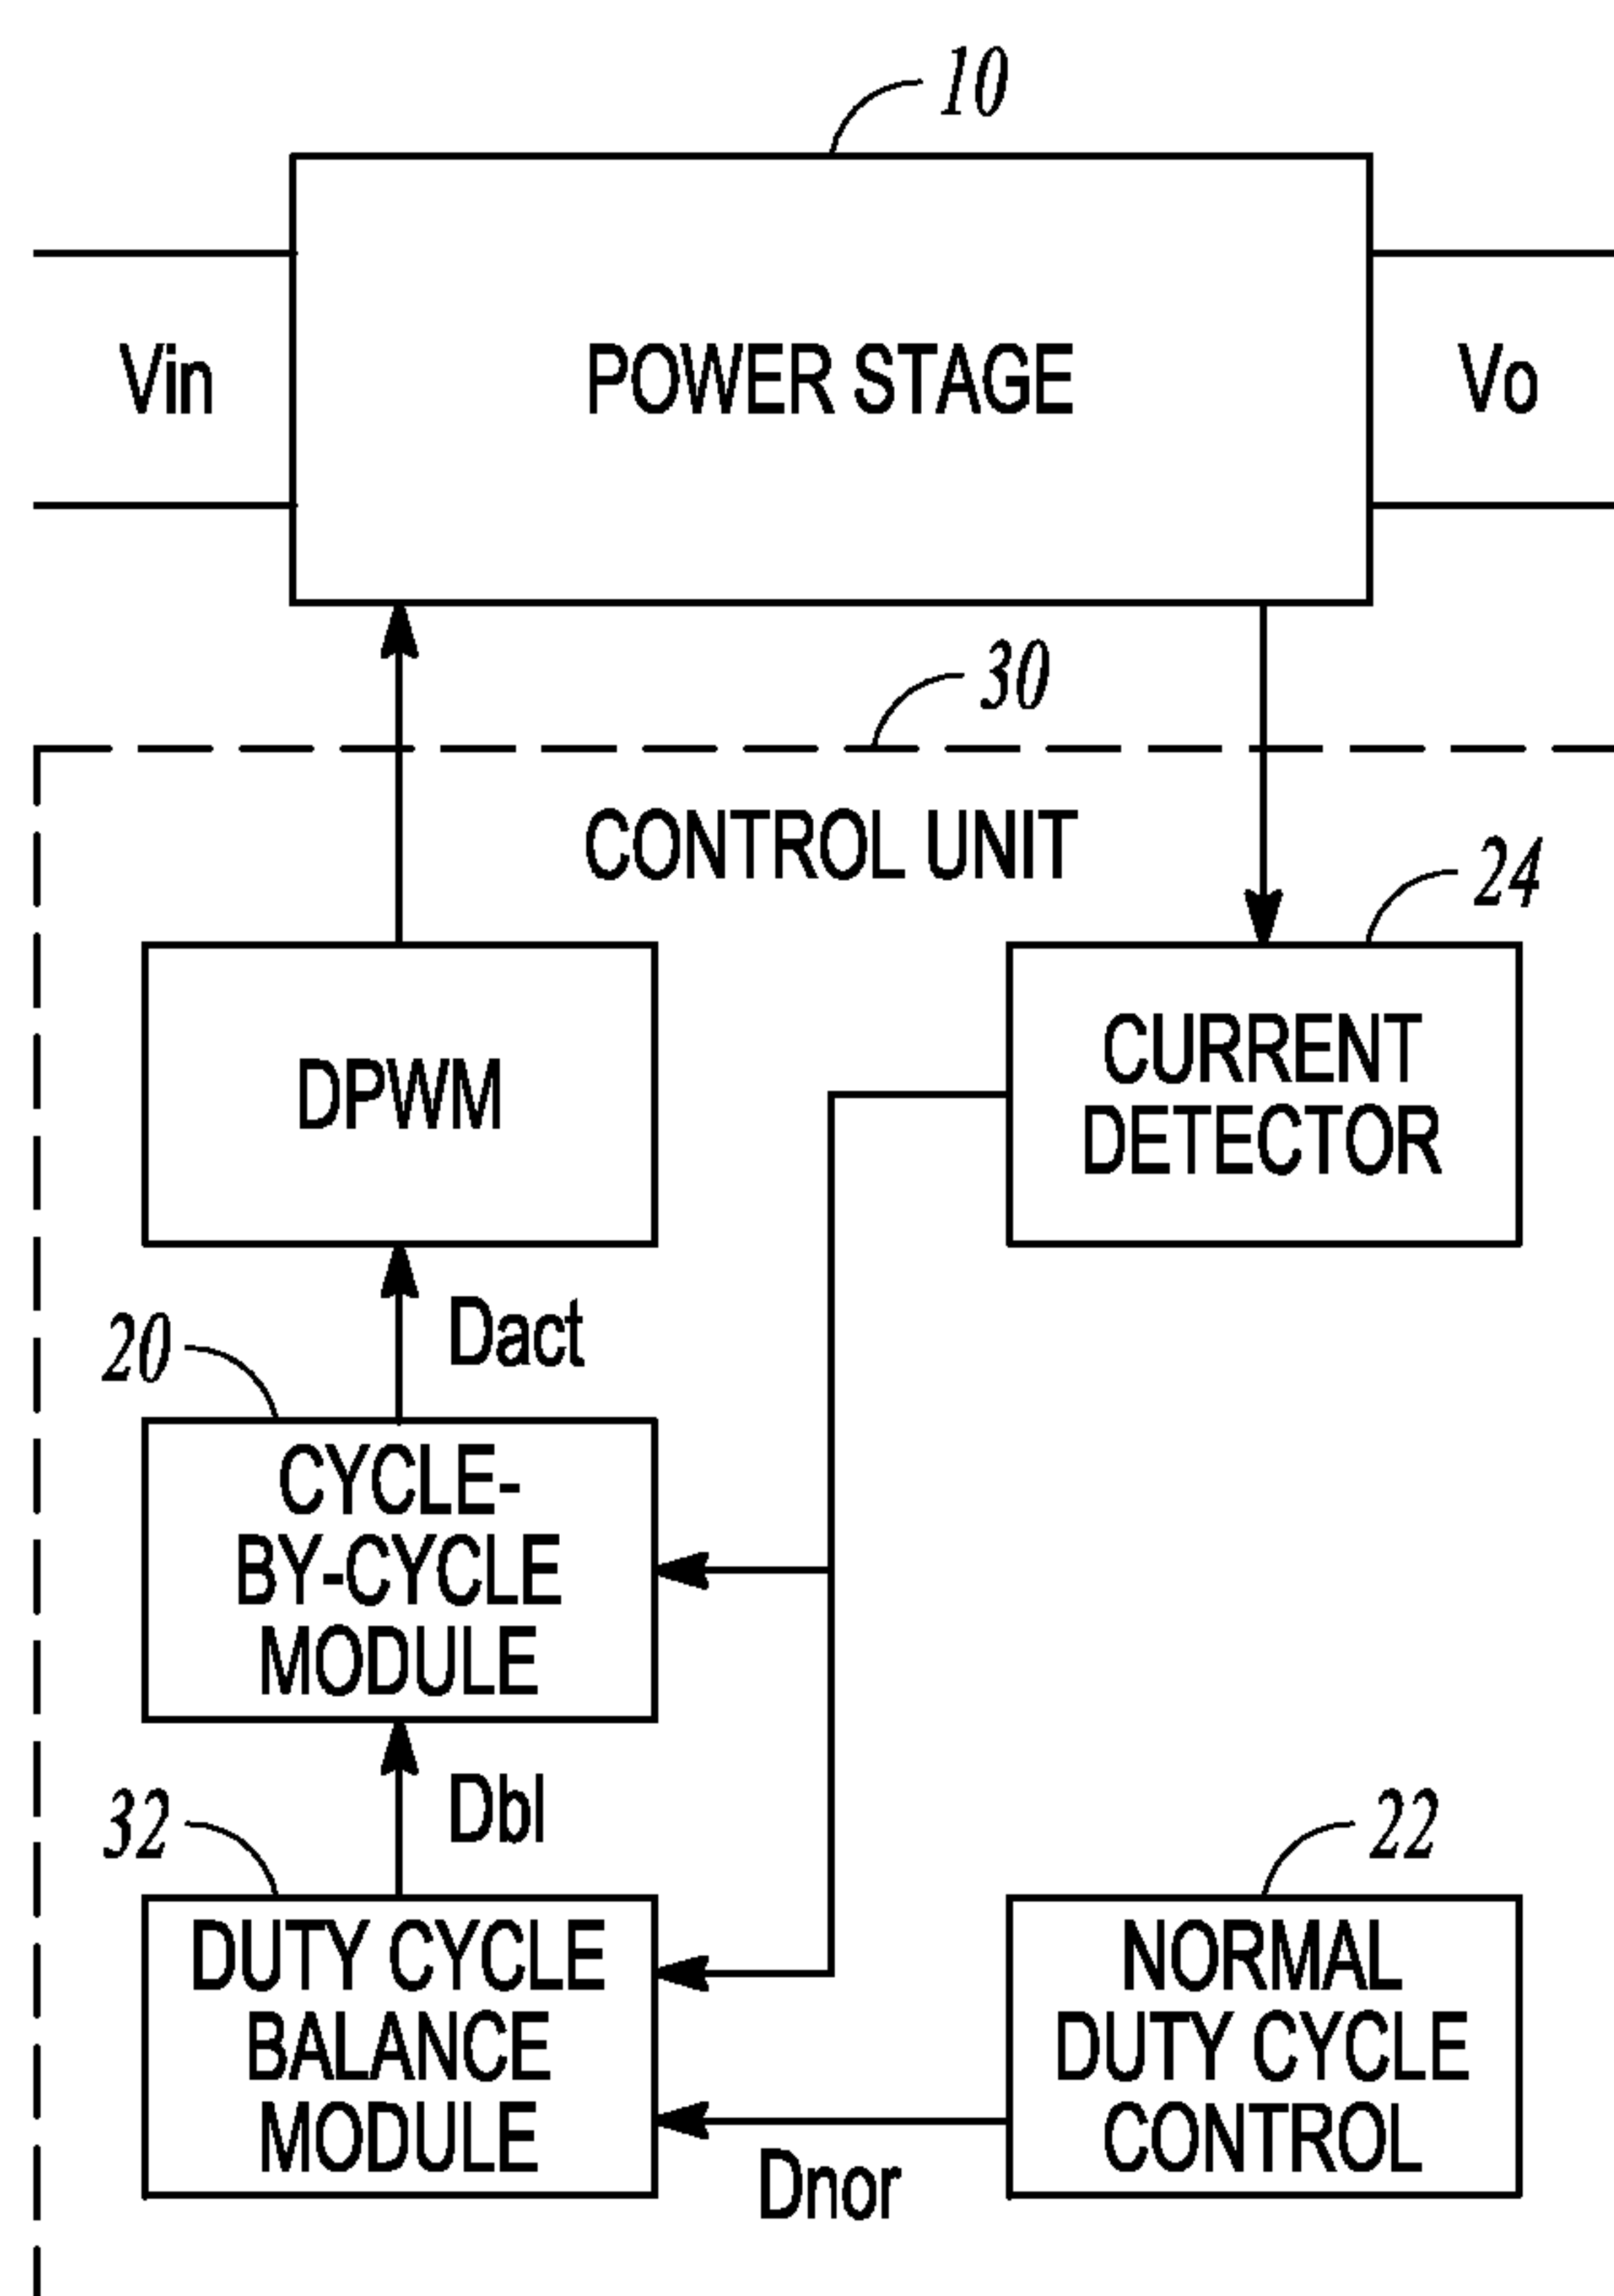 10
Vin
POWER STAGE
Vo
30
CONTROL UNIT
24
DPWM
CURRENT
DETECTOR
Dact
20
CYCLE-
BY-CYCLE
MODULE
Dbl
32
22
DUTY CYCLE
BALANCE
MODULE
NORMAL
DUTY CYCLE
CONTROL
Dnor